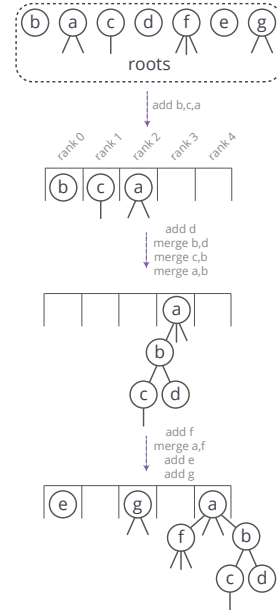 b a c d f e g
roots
add b,c,a
rank 0 rank 1 rank 2 rank 3 rank 4
b c a
add d
merge b,d
merge c,b
merge a,b
a
b
c d
add f
merge a,f
add e
add g
e g a
f b
c d